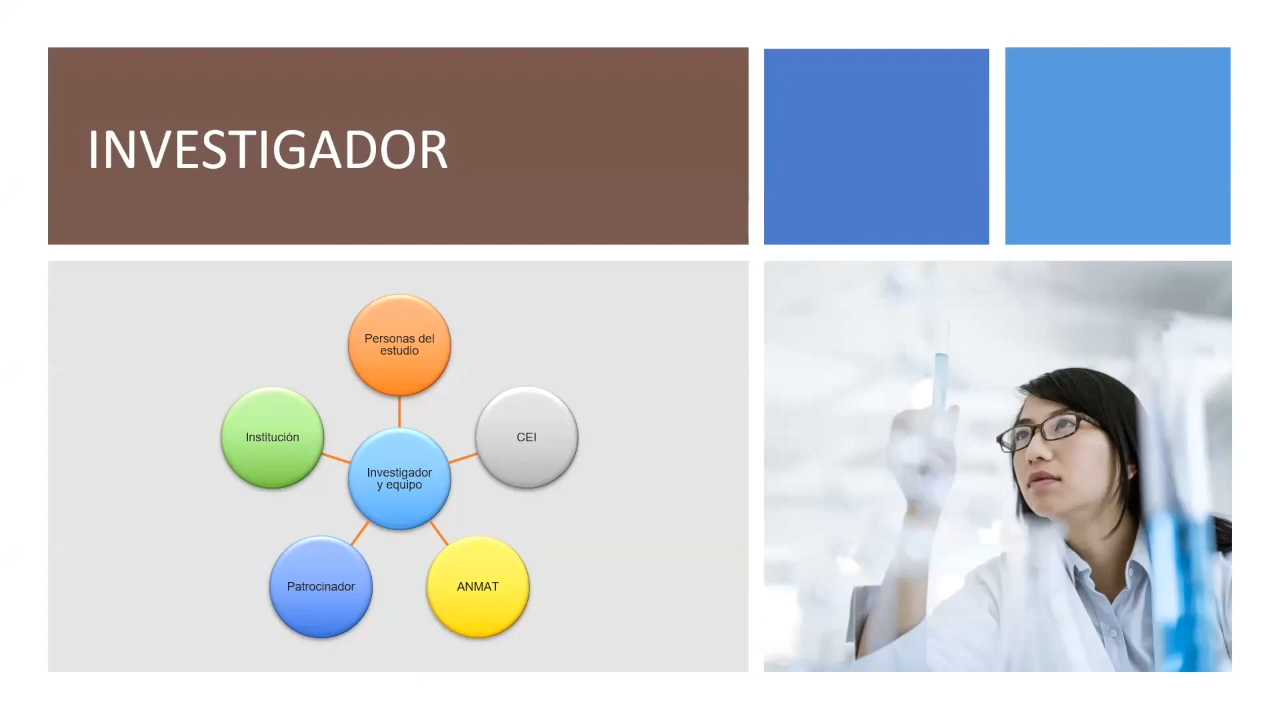 INVESTIGADOR
Personas del
estudio
Institución
CEI
Investigador
y equipo
Patrocinador
ANMAT